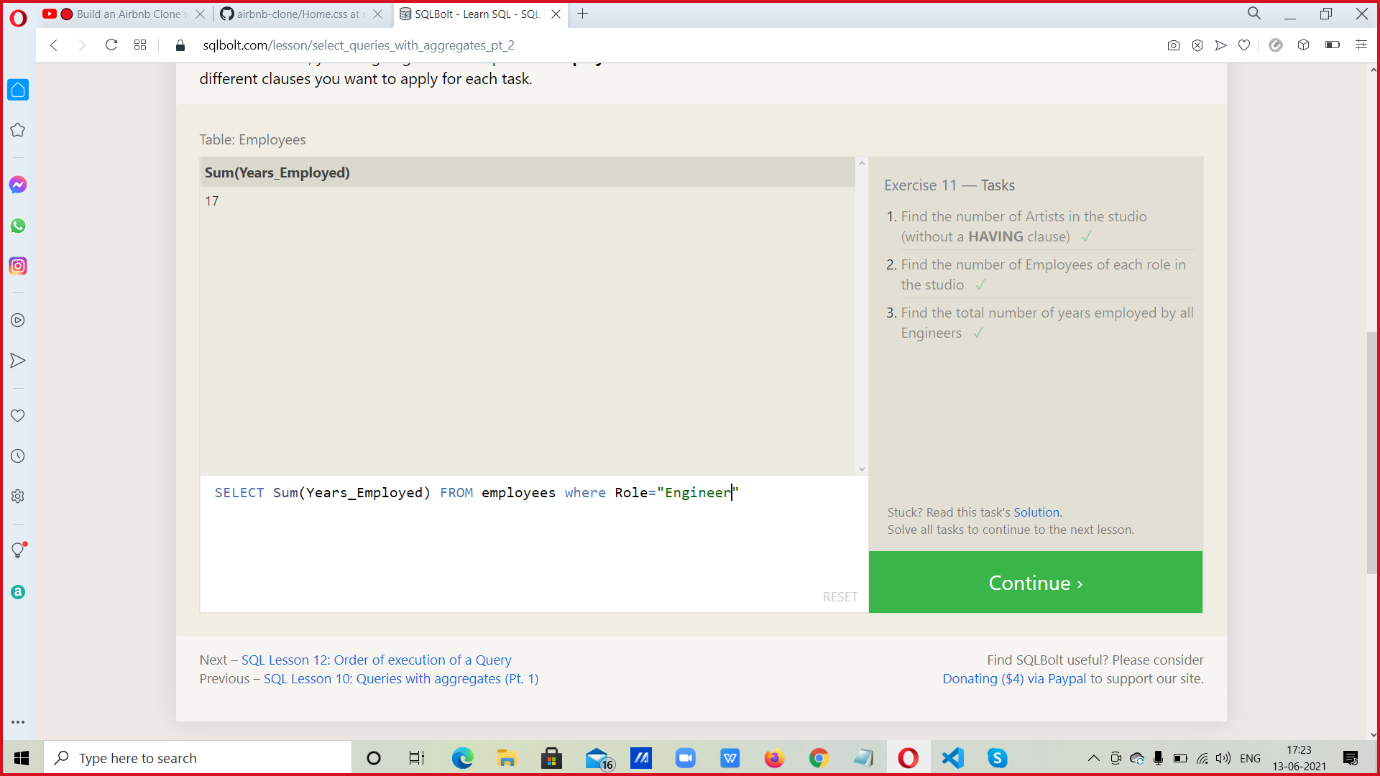 Build an Airbnb Clone
airbnb-clone/Home.css at
SQLBolt - Learn SQL - SQL
sqlbolt.com/lesson/select_queries_with_aggregates_pt_2
different clauses you want to apply for each task.
Table: Employees
Sum(Years_Employed)
17
Exercise 11 — Tasks
1. Find the number of Artists in the studio
(without a HAVING clause) ✓
2. Find the number of Employees of each role in
the studio ✓
3. Find the total number of years employed by all
Engineers ✓
SELECT Sum(Years_Employed) FROM employees where Role="Engineer"
Stuck? Read this task's Solution.
Solve all tasks to continue to the next lesson.
RESET
Continue ›
Next – SQL Lesson 12: Order of execution of a Query
Previous – SQL Lesson 10: Queries with aggregates (Pt. 1)
Find SQLBolt useful? Please consider
Donating ($4) via Paypal to support our site.
Type here to search
16
ENG
17:23
13-06-2021